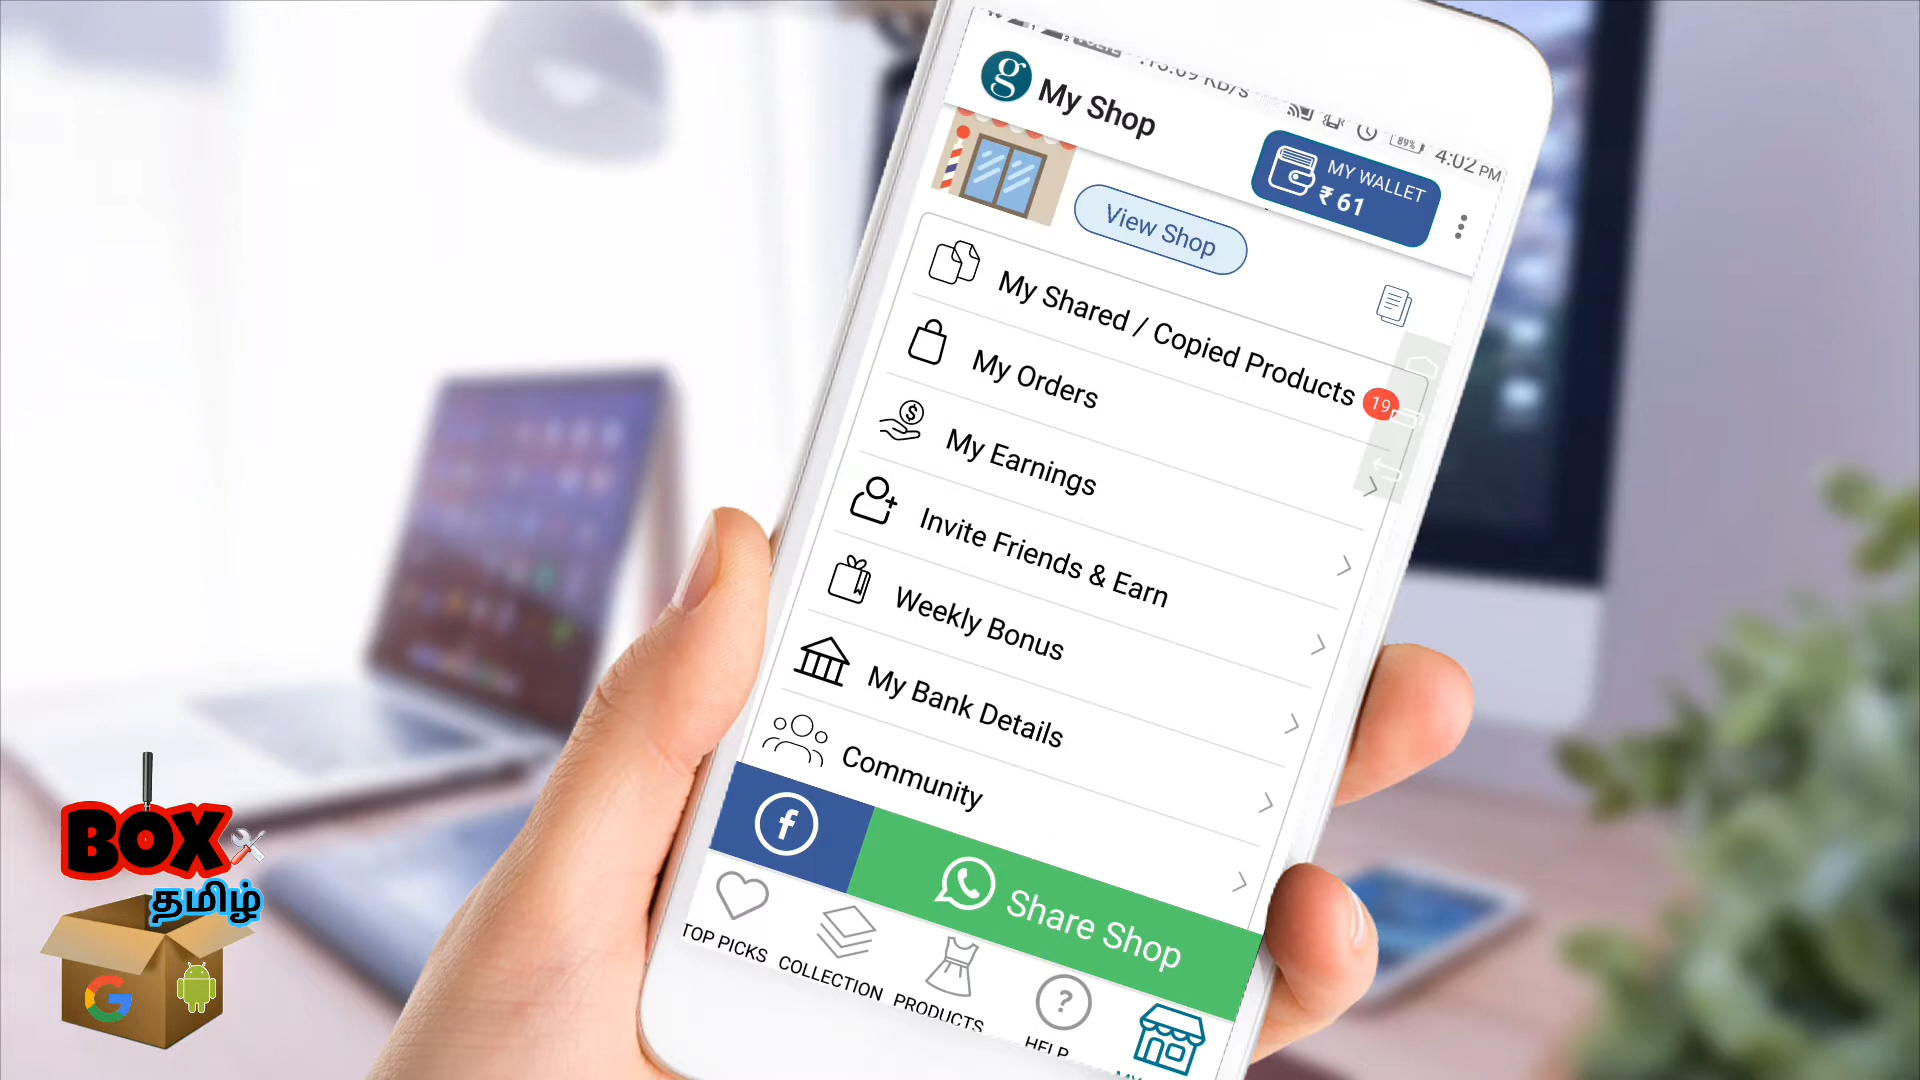 4:02 PM
g My Shop
MY WALLET
₹ 61
View Shop
My Shared / Copied Products
19
My Orders
My Earnings
Invite Friends & Earn
Weekly Bonus
My Bank Details
Community
f
Share Shop
TOP PICKS
COLLECTION
PRODUCTS
HELP
89%
BOX
தமிழ்
G